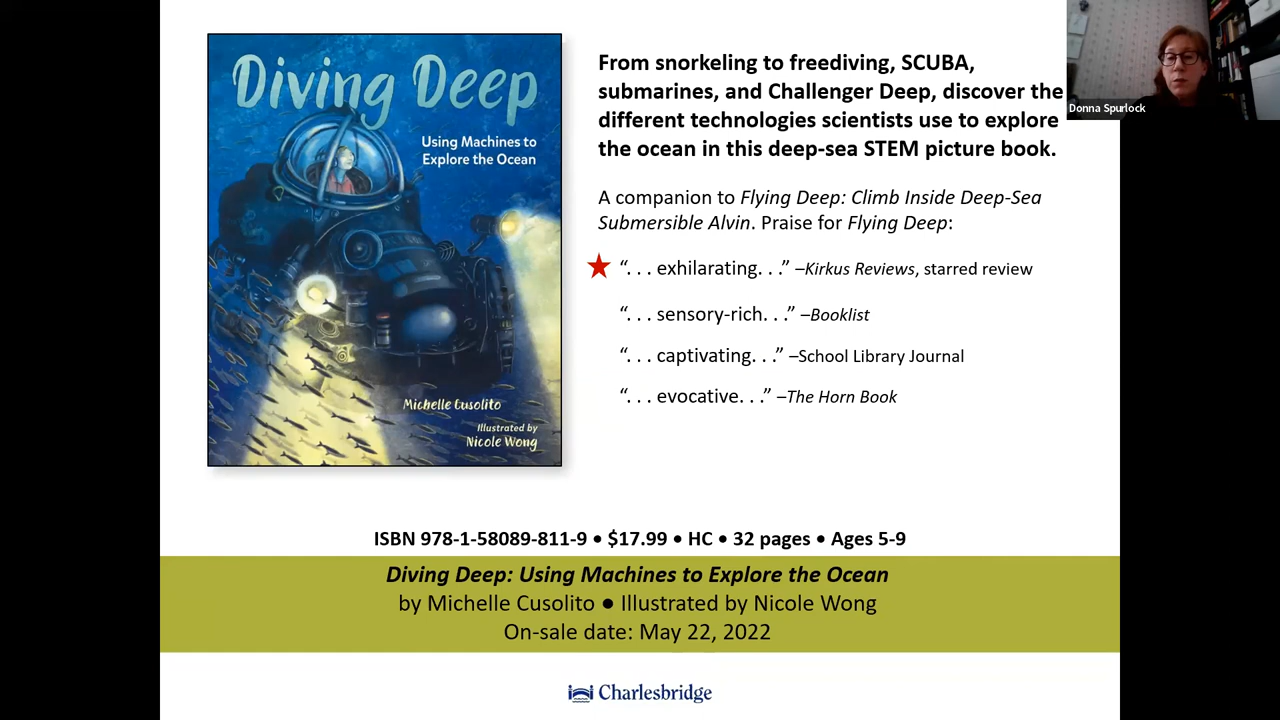 Diving Deep
Using Machines to
Explore the Ocean
Michelle Cusolito
Illustrated by
Nicole Wong
From snorkeling to freediving, SCUBA,
submarines, and Challenger Deep, discover the
different technologies scientists use to explore
the ocean in this deep-sea STEM picture book.
A companion to Flying Deep: Climb Inside Deep-Sea
Submersible Alvin. Praise for Flying Deep:
“. . . exhilarating. . .” –Kirkus Reviews, starred review
“. . . sensory-rich. . .” –Booklist
“. . . captivating. . .” –School Library Journal
“. . . evocative. . .” –The Horn Book
Donna Spurlock
ISBN 978-1-58089-811-9 • $17.99 • HC • 32 pages • Ages 5-9
Diving Deep: Using Machines to Explore the Ocean
by Michelle Cusolito ● Illustrated by Nicole Wong
On-sale date: May 22, 2022
Charlesbridge